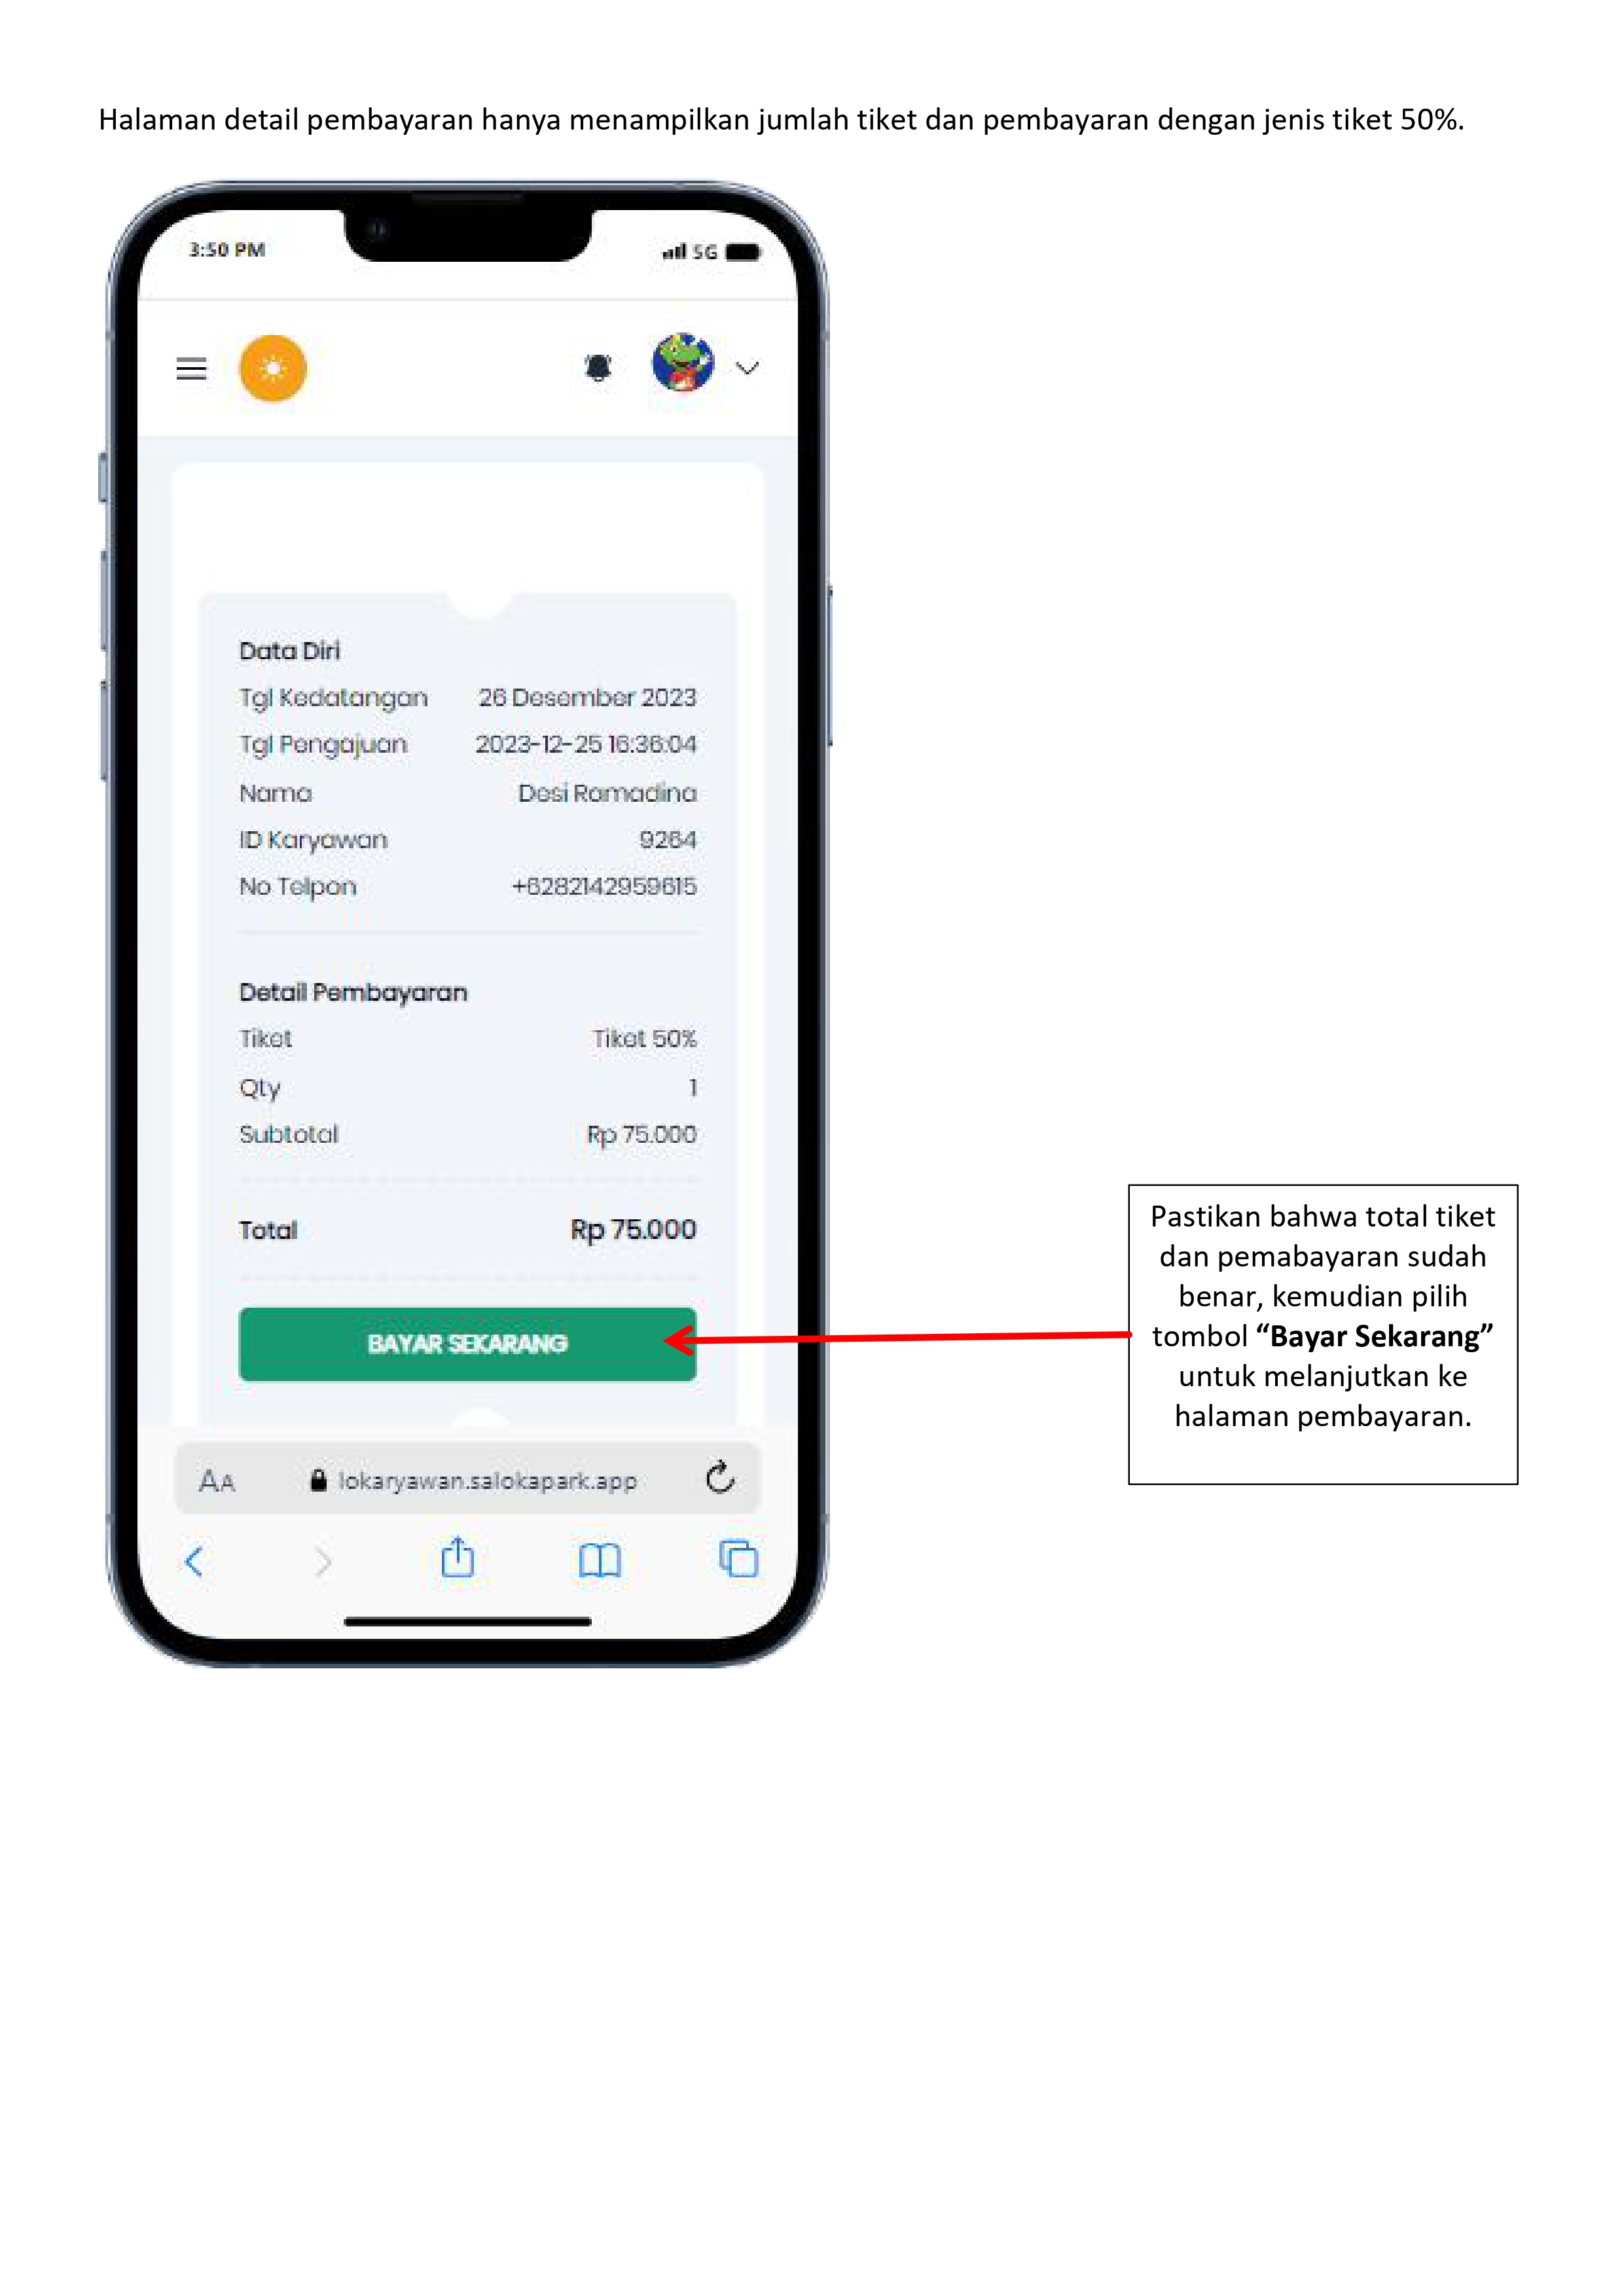 Halaman detail pembayaran hanya menampilkan jumlah tiket dan pembayaran dengan jenis tiket 50%.
3:50 PM 5G
Data Diri
Tgl Kedatangan 26 Desember 2023
Tgl Pengajuan 2023-12-25 16:36:04
Nama Desi Ramadina
ID Karyawan 9264
No Telpon +6282142959615
Detail Pembayaran
Tiket Tiket 50%
Qty 1
Subtotal Rp 75.000
Total Rp 75.000
BAYAR SEKARANG
Pastikan bahwa total tiket
dan pemabayaran sudah
benar, kemudian pilih
tombol “Bayar Sekarang”
untuk melanjutkan ke
halaman pembayaran.
AA lokaryawan.salokapark.app